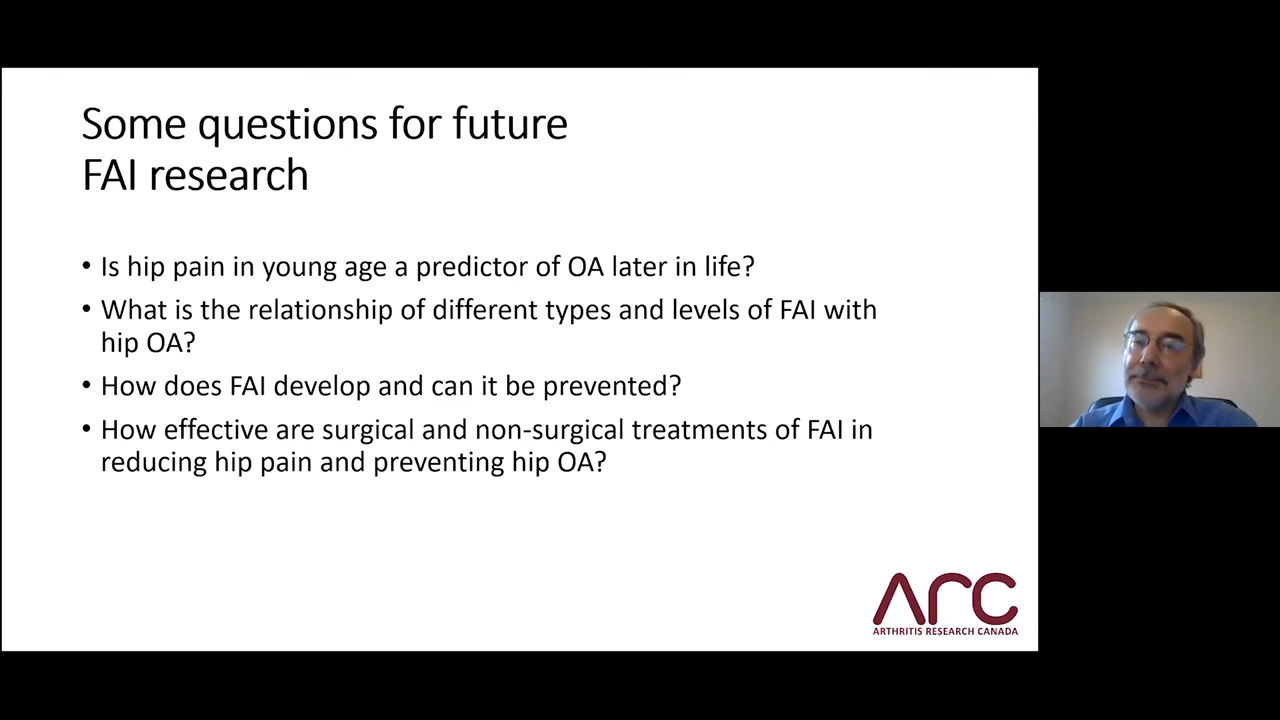 Some questions for future
FAI research
• Is hip pain in young age a predictor of OA later in life?
• What is the relationship of different types and levels of FAI with
hip OA?
• How does FAI develop and can it be prevented?
• How effective are surgical and non-surgical treatments of FAI in
reducing hip pain and preventing hip OA?
ARC
ARTHRITIS RESEARCH CANADA